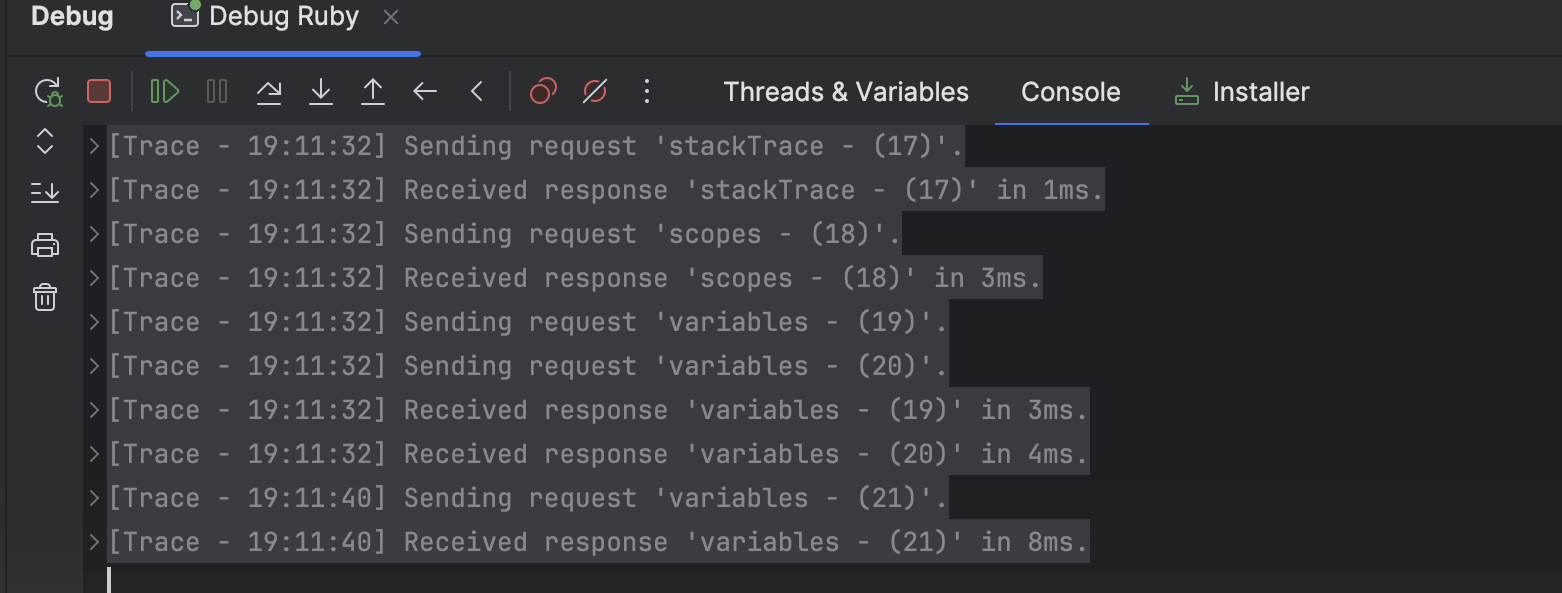 Debug
Debug Ruby
Threads & Variables
Console
Installer
[Trace - 19:11:32] Sending request 'stackTrace - (17)'.
[Trace - 19:11:32] Received response 'stackTrace - (17)' in 1ms.
[Trace - 19:11:32] Sending request 'scopes - (18)'.
[Trace - 19:11:32] Received response 'scopes - (18)' in 3ms.
[Trace - 19:11:32] Sending request 'variables - (19)'.
[Trace - 19:11:32] Sending request 'variables - (20)'.
[Trace - 19:11:32] Received response 'variables - (19)' in 3ms.
[Trace - 19:11:32] Received response 'variables - (20)' in 4ms.
[Trace - 19:11:40] Sending request 'variables - (21)'.
[Trace - 19:11:40] Received response 'variables - (21)' in 8ms.